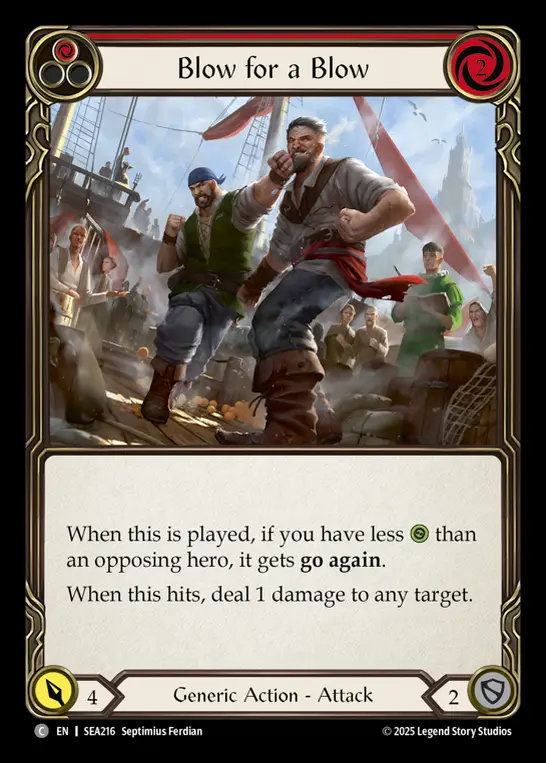 Blow for a Blow
2
When this is played, if you have less than
an opposing hero, it gets go again.
When this hits, deal 1 damage to any target.
4
Generic Action - Attack
2
C EN | SEA216 Septimius Ferdian
© 2025 Legend Story Studios